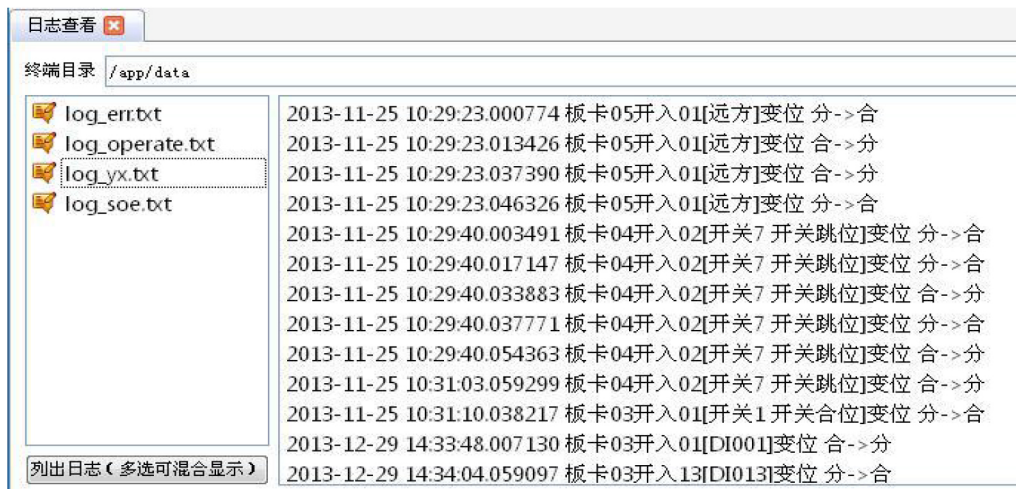 日志查看
终端目录 /app/data
log_err.txt
log_operate.txt
log_yx.txt
log_soe.txt
列出日志(多选可混合显示)
2013-11-25 10:29:23.000774 板卡05开入01[远方]变位 分->合
2013-11-25 10:29:23.013426 板卡05开入01[远方]变位 合->分
2013-11-25 10:29:23.037390 板卡05开入01[远方]变位 合->分
2013-11-25 10:29:23.046326 板卡05开入01[远方]变位 分->合
2013-11-25 10:29:40.003491 板卡04开入02[开关7 开关跳位]变位 分->合
2013-11-25 10:29:40.017147 板卡04开入02[开关7 开关跳位]变位 分->合
2013-11-25 10:29:40.033883 板卡04开入02[开关7 开关跳位]变位 合->分
2013-11-25 10:29:40.037771 板卡04开入02[开关7 开关跳位]变位 分->合
2013-11-25 10:29:40.054363 板卡04开入02[开关7 开关跳位]变位 合->分
2013-11-25 10:31:03.059299 板卡04开入02[开关7 开关跳位]变位 合->分
2013-11-25 10:31:10.038217 板卡03开入01[开关1 开关合位]变位 分->合
2013-12-29 14:33:48.007130 板卡03开入01[DI001]变位 合->分
2013-12-29 14:34:04.059097 板卡03开入13[DI013]变位 分->合